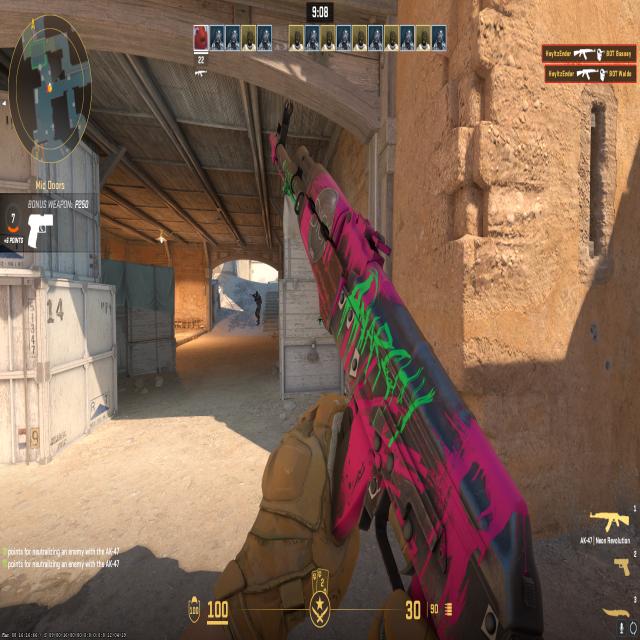 9:08
22
HeyItzEnder BOT Bussey
HeyItzEnder BOT Waldo
Mid Doors
BONUS WEAPON: P250
7
+5 POINTS
14
points for neutralizing an enemy with the AK-47
points for neutralizing an enemy with the AK-47
1
AK-47 | Neon Revolution
2
3
100
100
30
90